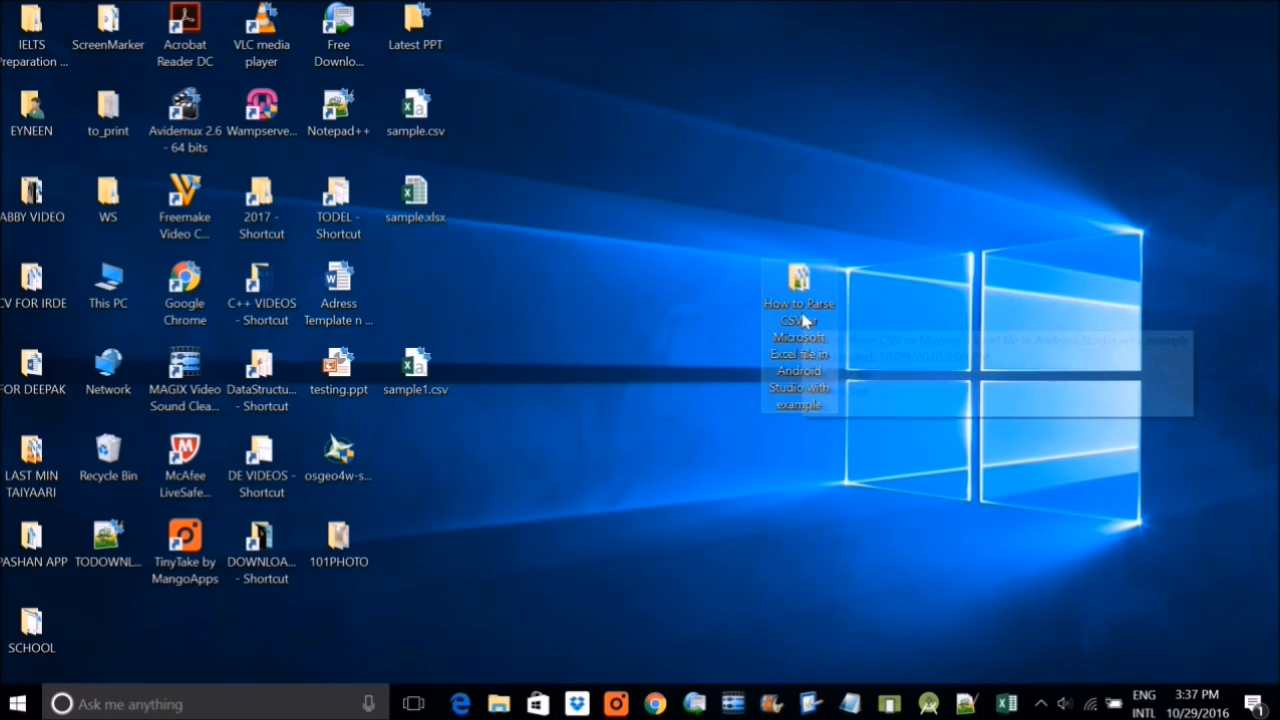 IELTS
Preparation ...
ScreenMarker
Acrobat
Reader DC
VLC media
player
Free
Downlo...
Latest PPT
EYNEEN
to_print
Avidemux 2.6
- 64 bits
Wampserve...
Notepad++
sample.csv
ABBY VIDEO
WS
Freemake
Video C...
2017 -
Shortcut
TODEL -
Shortcut
sample.xlsx
CV FOR IRDE
This PC
Google
Chrome
C++ VIDEOS
- Shortcut
Adress
Template n ...
How to Parse
CSV or
Microsoft
Excel file in
Android
Studio with
example
FOR DEEPAK
Network
MAGIX Video
Sound Clea...
DataStructu...
- Shortcut
testing.ppt
sample1.csv
LAST MIN
TAIYAARI
Recycle Bin
McAfee
LiveSafe...
DE VIDEOS -
Shortcut
osgeo4w-s...
PASHAN APP
TODOWNL...
TinyTake by
MangoApps
DOWNLOA...
- Shortcut
101PHOTO
SCHOOL
Ask me anything
ENG
INTL
3:37 PM
10/29/2016
1